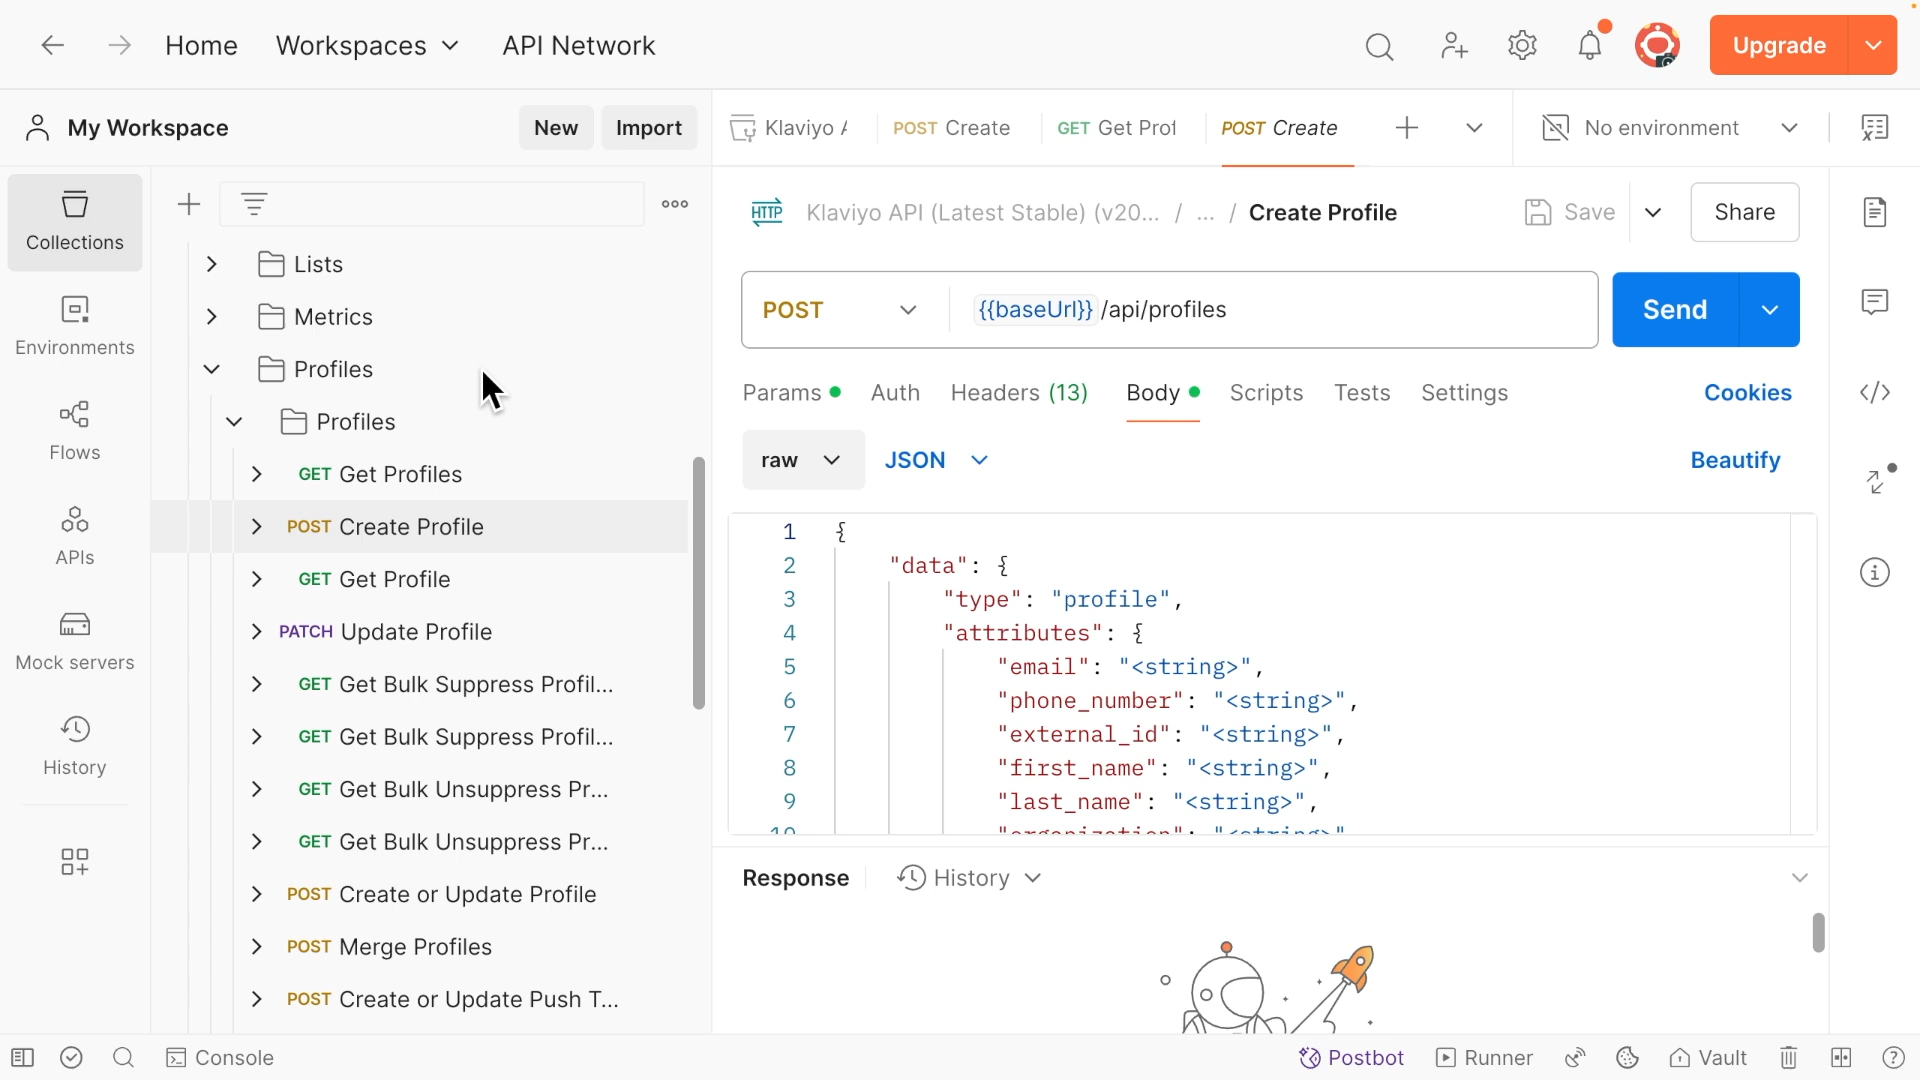 Home
Workspaces
API Network
Upgrade
My Workspace
New
Import
Klaviyo
POST Create
GET Get Prof
POST Create
No environment
Collections
Environments
Flows
APIs
Mock servers
History
Lists
Metrics
Profiles
Profiles
GET Get Profiles
POST Create Profile
GET Get Profile
PATCH Update Profile
GET Get Bulk Suppress Profil...
GET Get Bulk Suppress Profil...
GET Get Bulk Unsuppress Pr...
GET Get Bulk Unsuppress Pr...
POST Create or Update Profile
POST Merge Profiles
POST Create or Update Push T...
HTTP Klaviyo API (Latest Stable) (v20... / ... / Create Profile
Save
Share
POST
{{baseUrl}} /api/profiles
Send
Params
Auth
Headers (13)
Body
Scripts
Tests
Settings
Cookies
raw
JSON
Beautify
1 {
2 "data": {
3 "type": "profile",
4 "attributes": {
5 "email": "<string>",
6 "phone_number": "<string>",
7 "external_id": "<string>",
8 "first_name": "<string>",
9 "last_name": "<string>",
10 "organization": "<string>"
Response
History
Console
Postbot
Runner
Vault